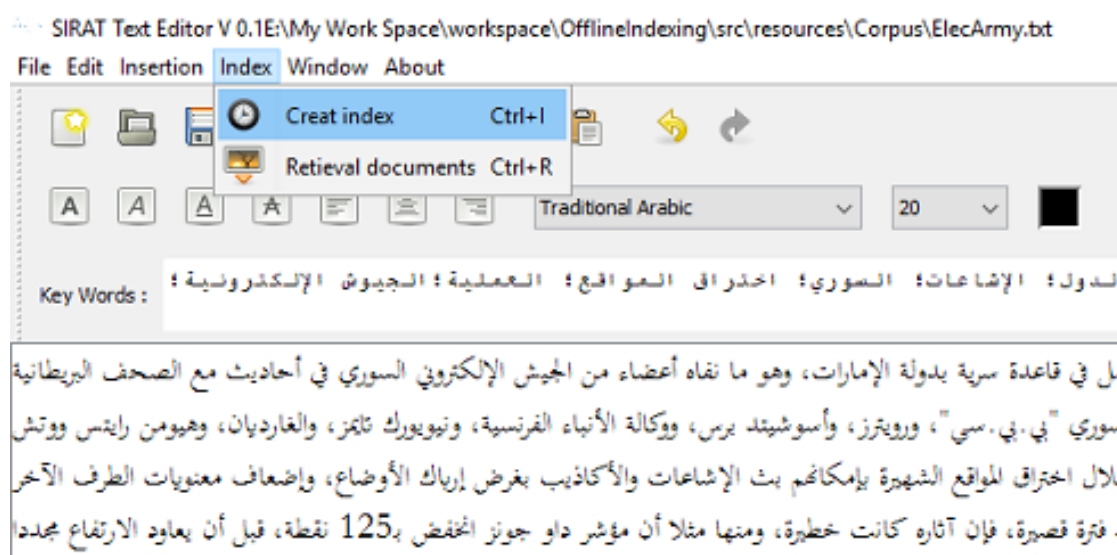 SIRAT Text Editor V 0.1E:\My Work Space\workspace\OfflineIndexing\src\resources\Corpus\ElecArmy.txt
File Edit Insertion Index Window About
Creat index Ctrl+I
Retieval documents Ctrl+R
A A A A Traditional Arabic 20
Key Words : لدول؛ الإشاعات؛ السوري؛ اختراق المواقع؛ العملية؛ الجيوش الإلكترونية؛
في قاعدة سرية بدولة الإمارات، وهو ما نفاه أعضاء من الجيش الإلكتروني السوري في أحاديث مع الصحف البريطانية
سوري "بي.بي.سي"، ورويترز، وأسوشيتد برس، ووكالة الأنباء الفرنسية، ونيويورك تايمز، والغارديان، وهيومن رايتس ووتش
لال اختراق المواقع الشهيرة بإمكانهم بث الإشاعات والأكاذيب بغرض إرباك الأوضاع، وإضعاف معنويات الطرف الآخر
فترة قصيرة، فإن آثاره كانت خطيرة، ومنها مثلا أن مؤشر داو جونز انخفض بـ125 نقطة، قبل أن يعاود الارتفاع مجددا